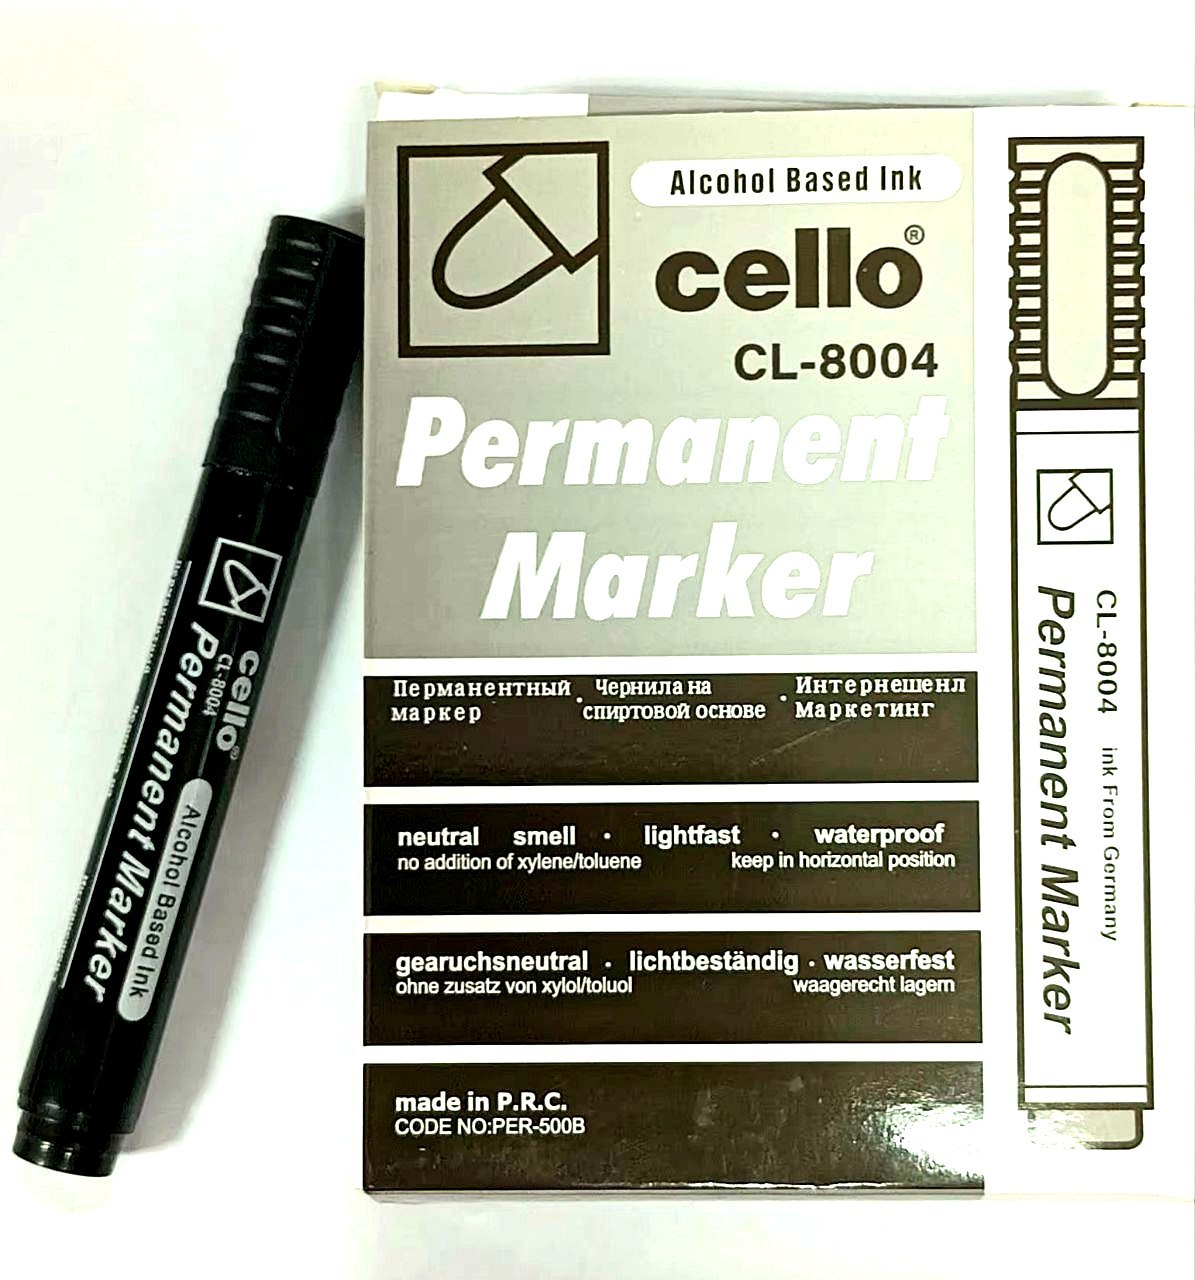 Alcohol Based Ink
cello®
CL-8004
Permanent
Marker
Перманентный · Чернила на · Интернешенл
маркер спиртовой основе Маркетинг
neutral smell · lightfast · waterproof
no addition of xylene/toluene keep in horizontal position
gearuchsneutral · lichtbeständig · wasserfest
ohne zusatz von xylol/toluol waagerecht lagern
made in P.R.C.
CODE NO:PER-500B
CL-8004 ink From Germany
Permanent Marker
cello®
CL-8004
Permanent Marker
Alcohol Based Ink